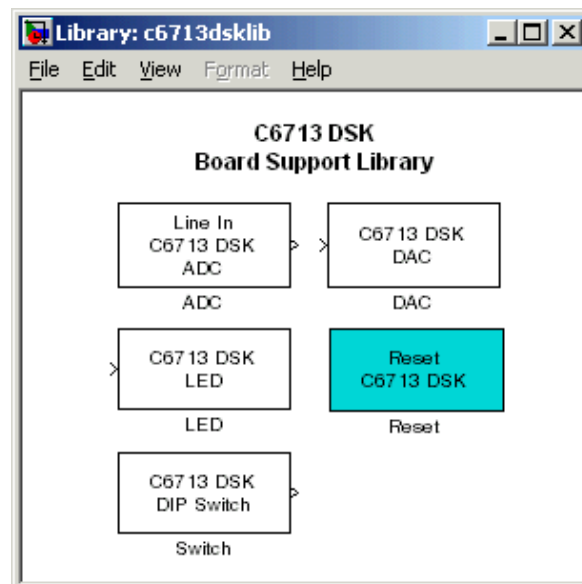 Library: c6713dsklib
File Edit View Format Help
C6713 DSK
Board Support Library
Line In
C6713 DSK
ADC
ADC
C6713 DSK
DAC
DAC
C6713 DSK
LED
LED
Reset
C6713 DSK
Reset
C6713 DSK
DIP Switch
Switch